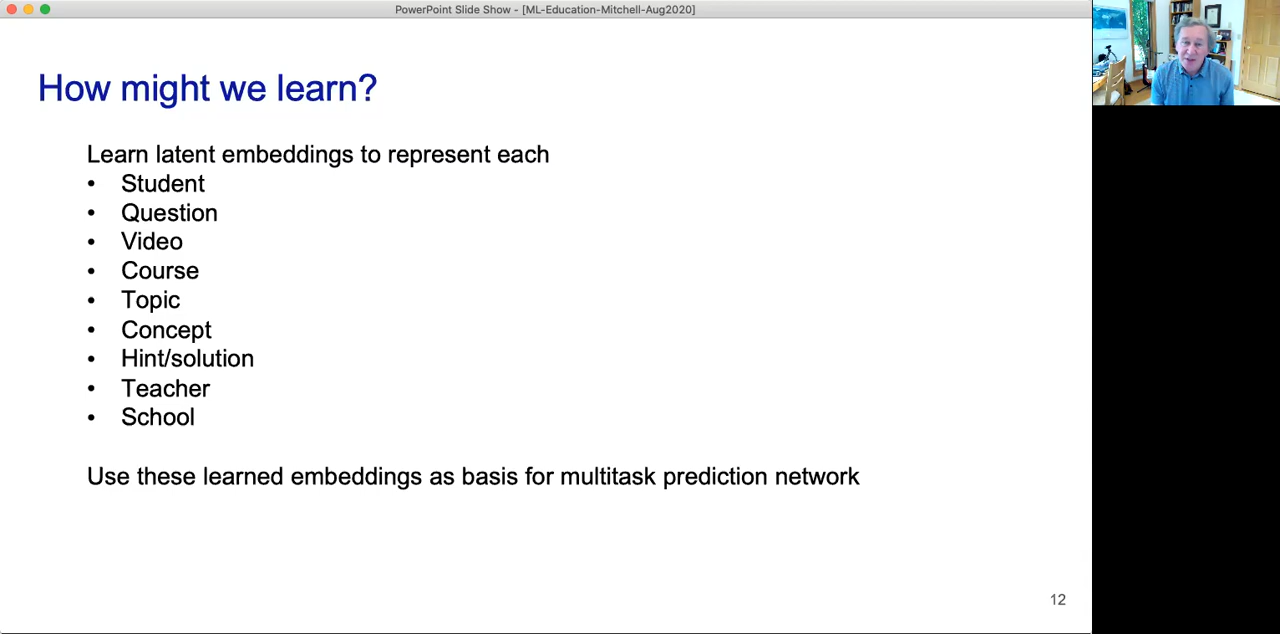 PowerPoint Slide Show - [ML-Education-Mitchell-Aug2020]
How might we learn?
Learn latent embeddings to represent each
• Student
• Question
• Video
• Course
• Topic
• Concept
• Hint/solution
• Teacher
• School
Use these learned embeddings as basis for multitask prediction network
12